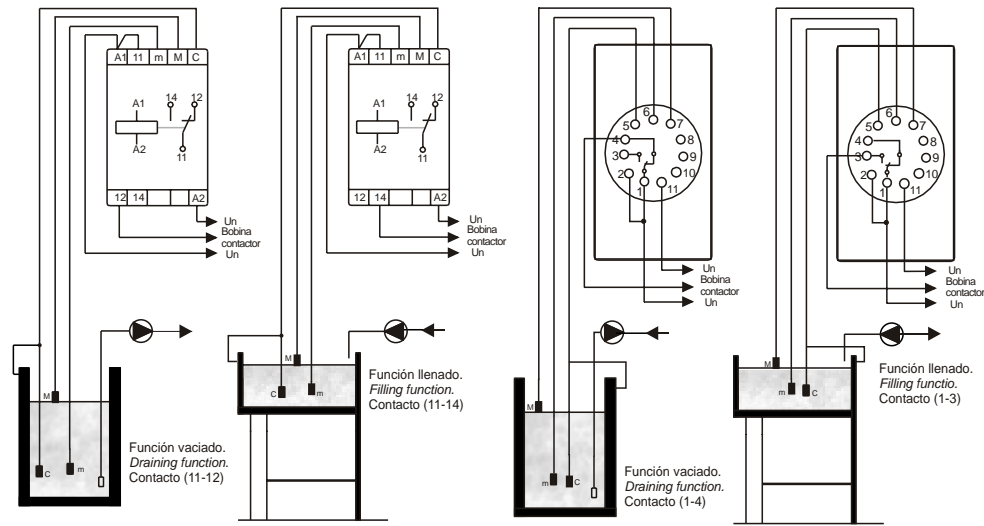 A1 11 m M C
A1
A2
14 12
11
12 14 A2
Un
Bobina
contactor
Un
M
C m
Función vaciado.
Draining function.
Contacto (11-12)
A1 11 m M C
A1
A2
14 12
11
12 14 A2
Un
Bobina
contactor
Un
M
C m
Función llenado.
Filling function.
Contacto (11-14)
5 6 7
4 8
3 9
2 1 11 10
Un
Bobina
contactor
Un
M
m C
Función vaciado.
Draining function.
Contacto (1-4)
5 6 7
4 8
3 9
2 1 11 10
Un
Bobina
contactor
Un
M
m C
Función llenado.
Filling functio.
Contacto (1-3)